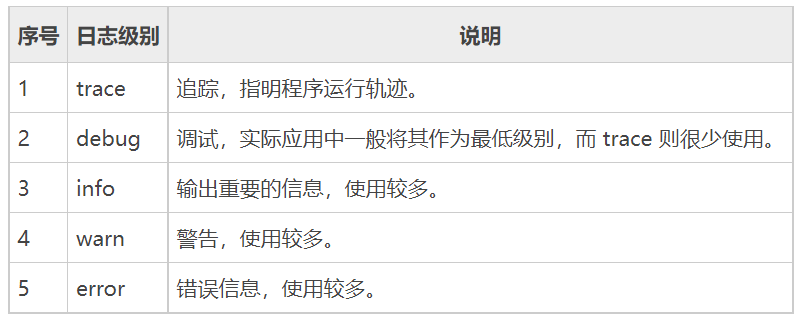 序号 日志级别 说明
1 trace 追踪，指明程序运行轨迹。
2 debug 调试，实际应用中一般将其作为最低级别，而 trace 则很少使用。
3 info 输出重要的信息，使用较多。
4 warn 警告，使用较多。
5 error 错误信息，使用较多。